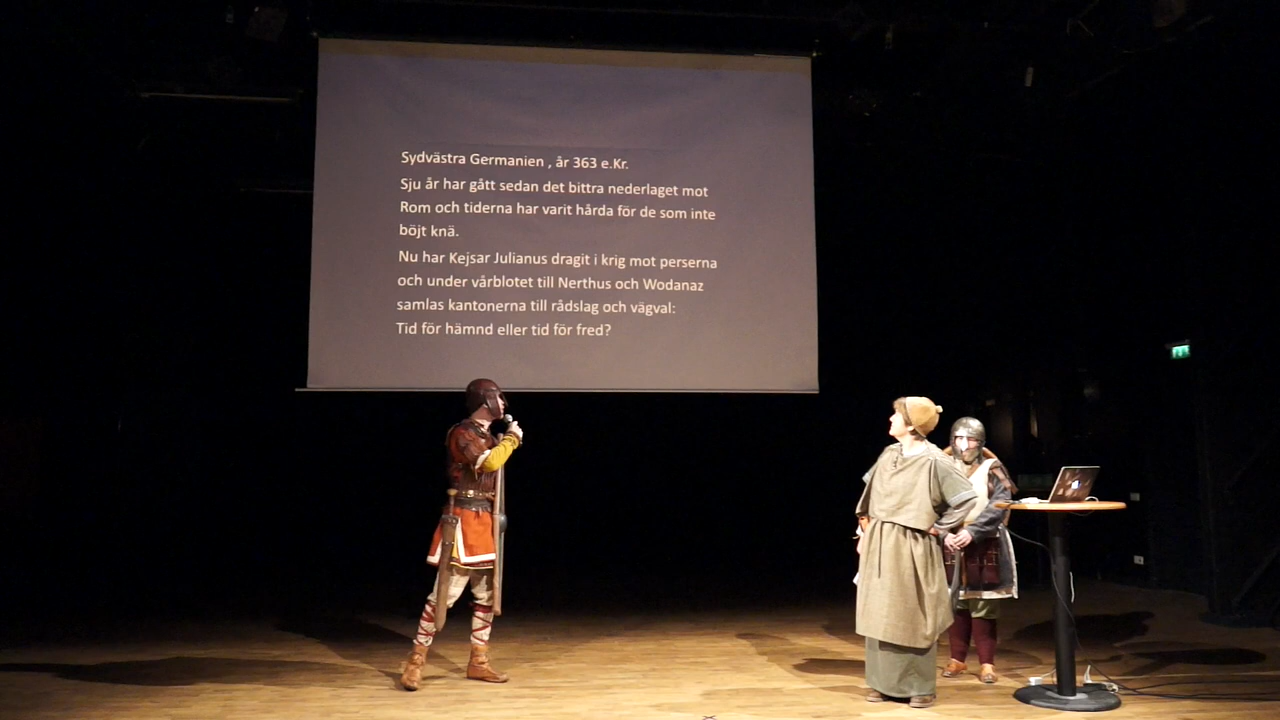 Sydvästra Germanien , år 363 e.Kr.
Sju år har gått sedan det bittra nederlaget mot
Rom och tiderna har varit hårda för de som inte
böjt knä.
Nu har Kejsar Julianus dragit i krig mot perserna
och under vårblotet till Nerthus och Wodanaz
samlas kantonerna till rådslag och vägval:
Tid för hämnd eller tid för fred?